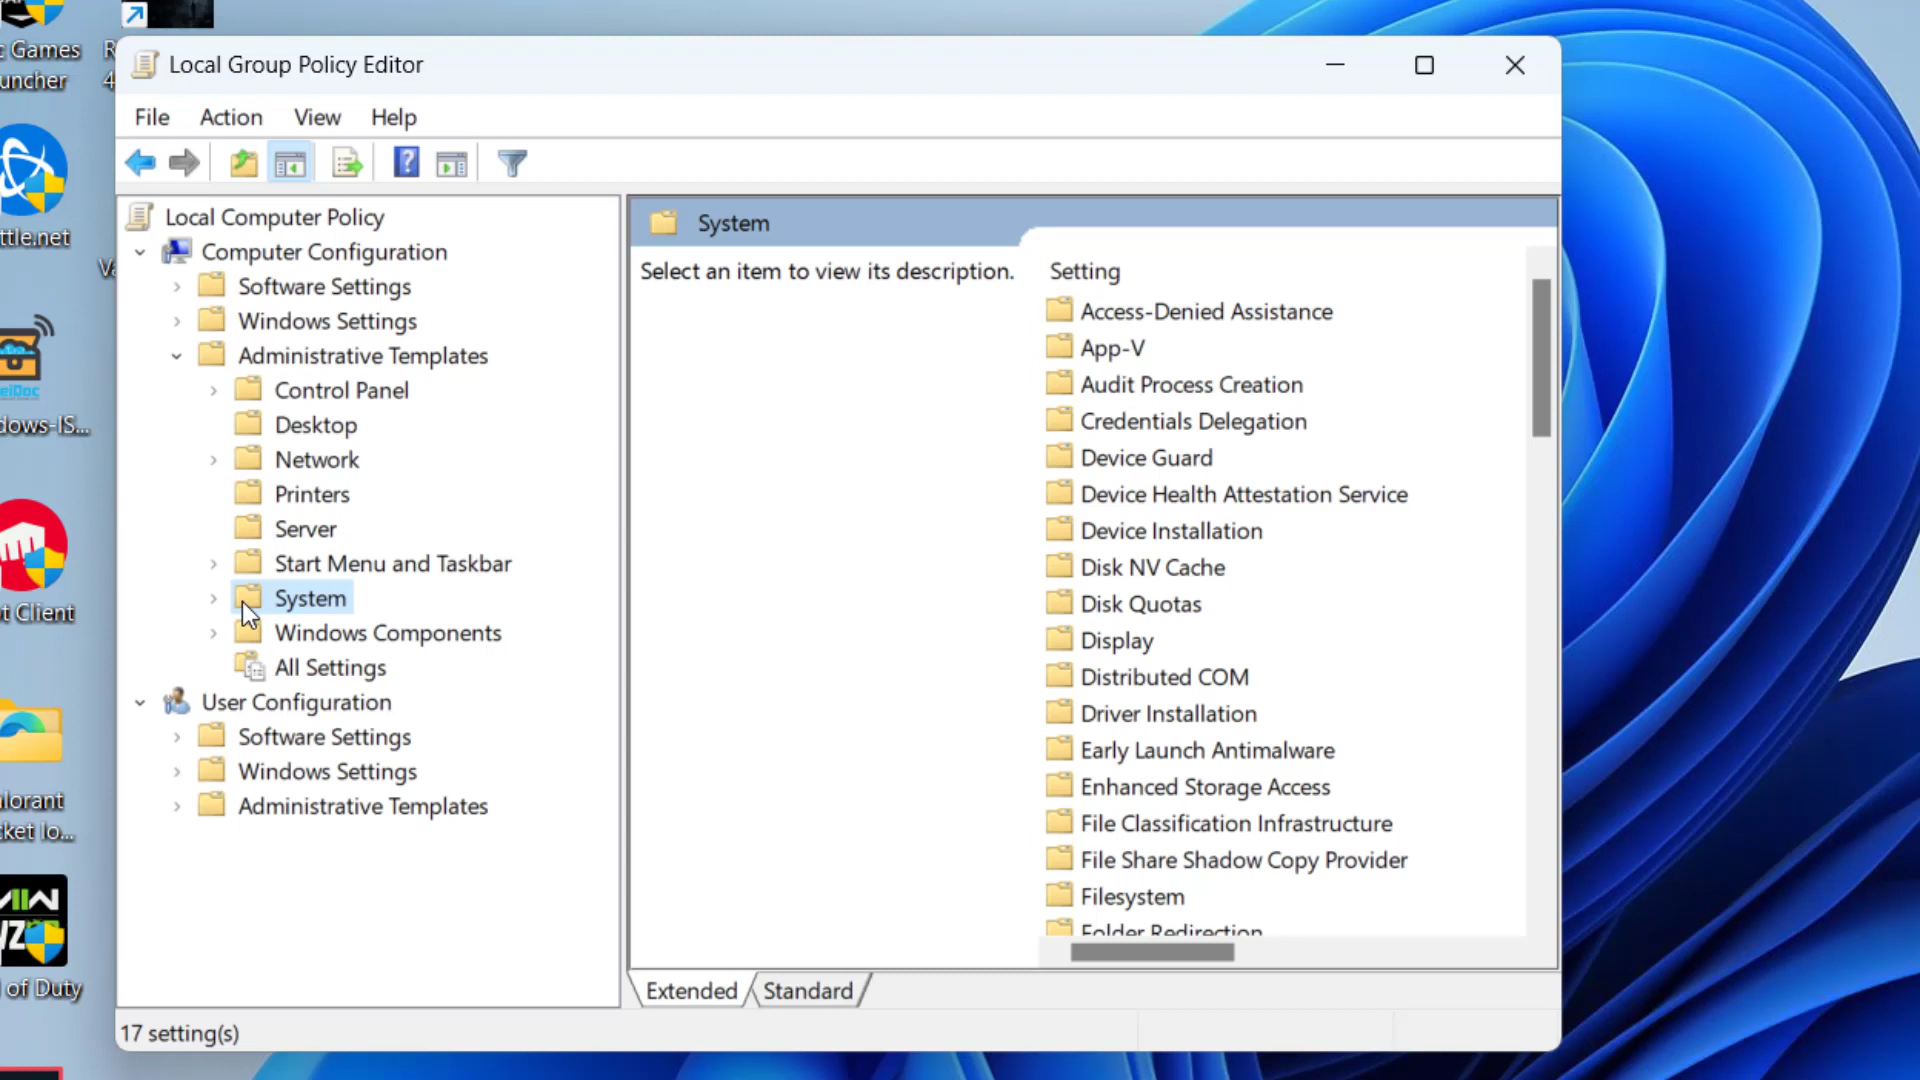 c Games
uncher
R
4
ttle.net
Va
eiDoc
dows-IS...
t Client
lorant
cket lo...
of Duty
Local Group Policy Editor
File Action View Help
Local Computer Policy
Computer Configuration
Software Settings
Windows Settings
Administrative Templates
Control Panel
Desktop
Network
Printers
Server
Start Menu and Taskbar
System
Windows Components
All Settings
User Configuration
Software Settings
Windows Settings
Administrative Templates
System
Select an item to view its description.
Setting
Access-Denied Assistance
App-V
Audit Process Creation
Credentials Delegation
Device Guard
Device Health Attestation Service
Device Installation
Disk NV Cache
Disk Quotas
Display
Distributed COM
Driver Installation
Early Launch Antimalware
Enhanced Storage Access
File Classification Infrastructure
File Share Shadow Copy Provider
Filesystem
Folder Redirection
Extended Standard
17 setting(s)